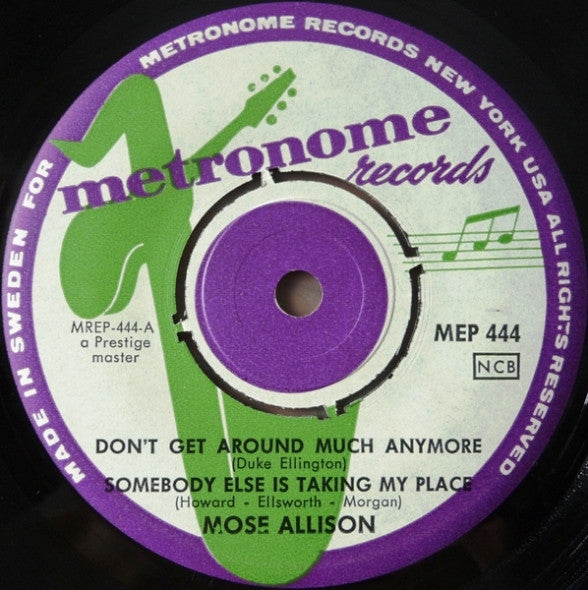 MADE IN SWEDEN FOR METRONOME RECORDS NEW YORK USA ALL RIGHTS RESERVED
metronome
records
MREP-444-A
a Prestige
master
MEP 444
NCB
DON'T GET AROUND MUCH ANYMORE
(Duke Ellington)
SOMEBODY ELSE IS TAKING MY PLACE
(Howard - Ellsworth - Morgan)
MOSE ALLISON